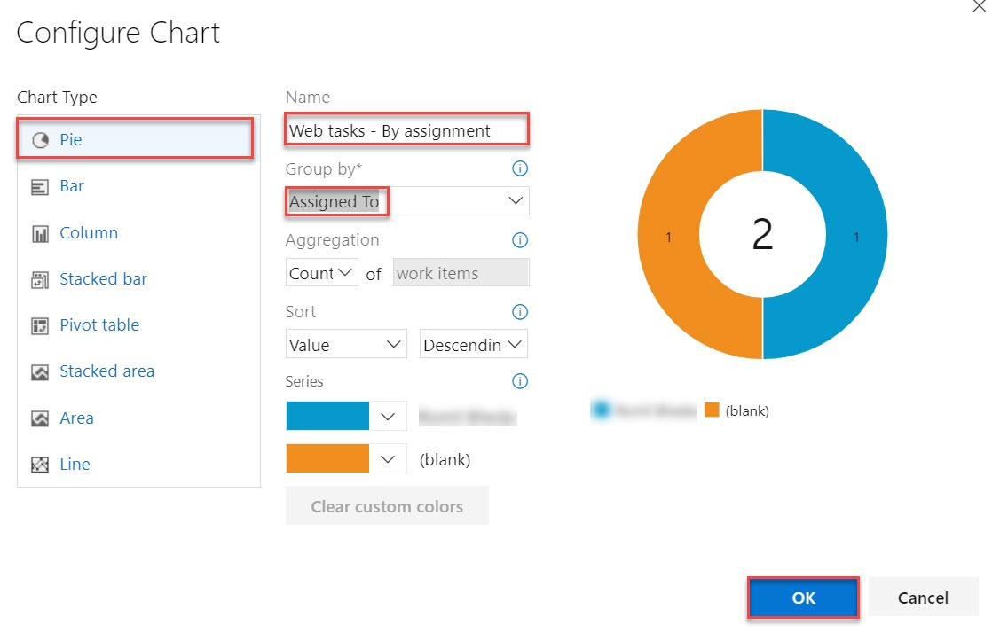 Configure Chart
Chart Type
Pie
Bar
Column
Stacked bar
Pivot table
Stacked area
Area
Line
Name
Web tasks - By assignment
Group by*
Assigned To
Aggregation
Count of work items
Sort
Value Descendin
Series
(blank)
Clear custom colors
2
1 1
(blank)
OK Cancel